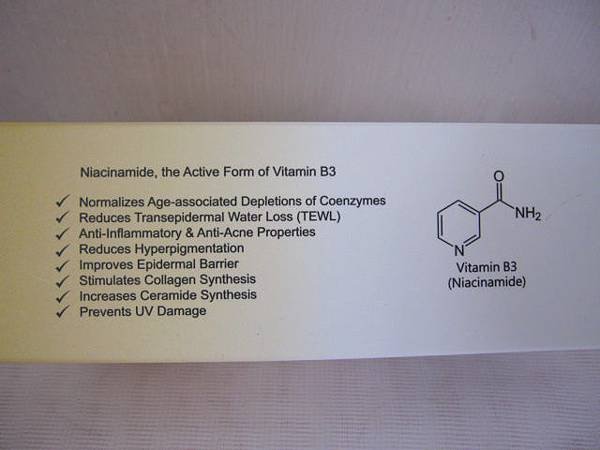 Niacinamide, the Active Form of Vitamin B3
✓ Normalizes Age-associated Depletions of Coenzymes
✓ Reduces Transepidermal Water Loss (TEWL)
✓ Anti-Inflammatory & Anti-Acne Properties
✓ Reduces Hyperpigmentation
✓ Improves Epidermal Barrier
✓ Stimulates Collagen Synthesis
✓ Increases Ceramide Synthesis
✓ Prevents UV Damage
O
NH₂
N
Vitamin B3
(Niacinamide)